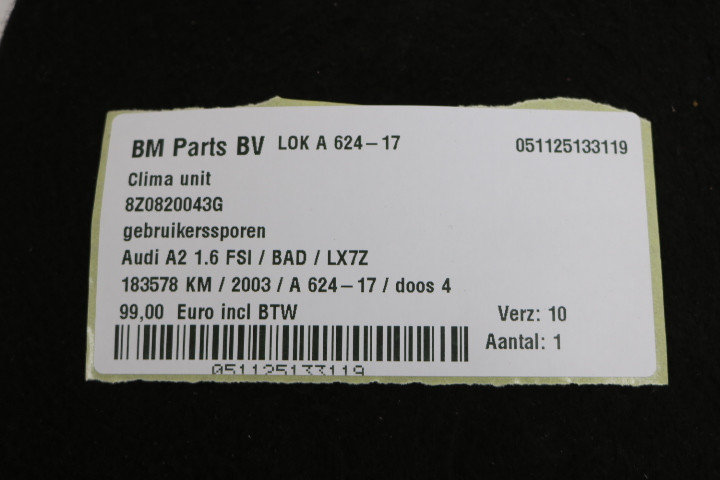 BM Parts BV LOK A 624-17 051125133119
Clima unit
8Z0820043G
gebruikerssporen
Audi A2 1.6 FSI / BAD / LX7Z
183578 KM / 2003 / A 624-17 / doos 4
99,00 Euro incl BTW Verz: 10
Aantal: 1
051125133119